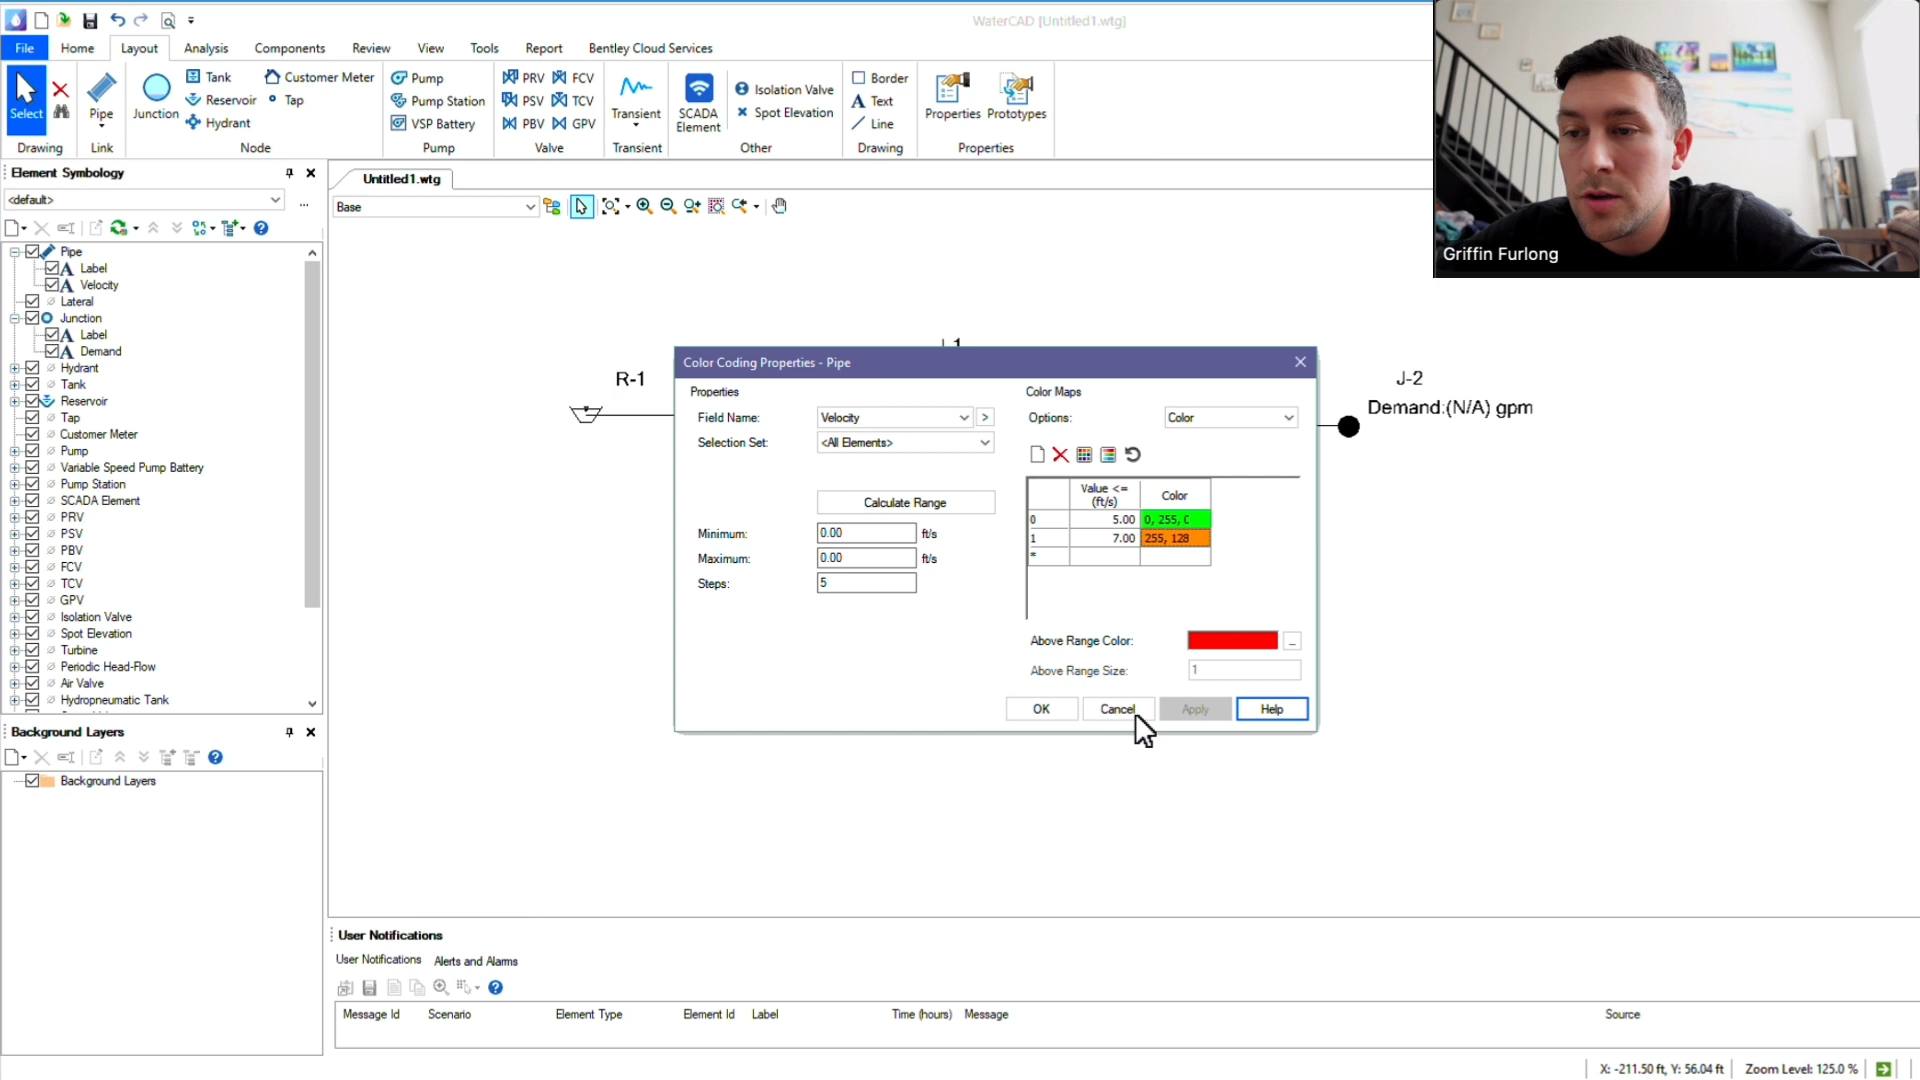 WaterCAD [Untitled1.wtg]
File Home Layout Analysis Components Review View Tools Report Bentley Cloud Services
Select
Drawing
Pipe
Link
Junction
Tank
Reservoir
Hydrant
Customer Meter
Tap
Node
Pump
Pump Station
VSP Battery
Pump
PRV FCV
PSV TCV
PBV GPV
Valve
Transient
Transient
SCADA
Element
Isolation Valve
Spot Elevation
Other
Border
Text
Line
Drawing
Properties Prototypes
Properties
Griffin Furlong
Element Symbology
<default>
...
Pipe
Label
Velocity
Lateral
Junction
Label
Demand
Hydrant
Tank
Reservoir
Tap
Customer Meter
Pump
Variable Speed Pump Battery
Pump Station
SCADA Element
PRV
PSV
PBV
FCV
TCV
GPV
Isolation Valve
Spot Elevation
Turbine
Periodic Head-Flow
Air Valve
Hydropneumatic Tank
Background Layers
Background Layers
Untitled1.wtg
Base
R-1
J-2
Demand:(N/A) gpm
Color Coding Properties - Pipe
Properties
Field Name: Velocity >
Selection Set: <All Elements>
Calculate Range
Minimum: 0.00 ft/s
Maximum: 0.00 ft/s
Steps: 5
Color Maps
Options: Color
Value <=
(ft/s) Color
0 5.00 0, 255, 0
1 7.00 255, 128
*
Above Range Color: ...
Above Range Size: 1
OK Cancel Apply Help
User Notifications
User Notifications Alerts and Alarms
Message Id Scenario Element Type Element Id Label Time (hours) Message Source
X: -211.50 ft, Y: 56.04 ft Zoom Level: 125.0 %